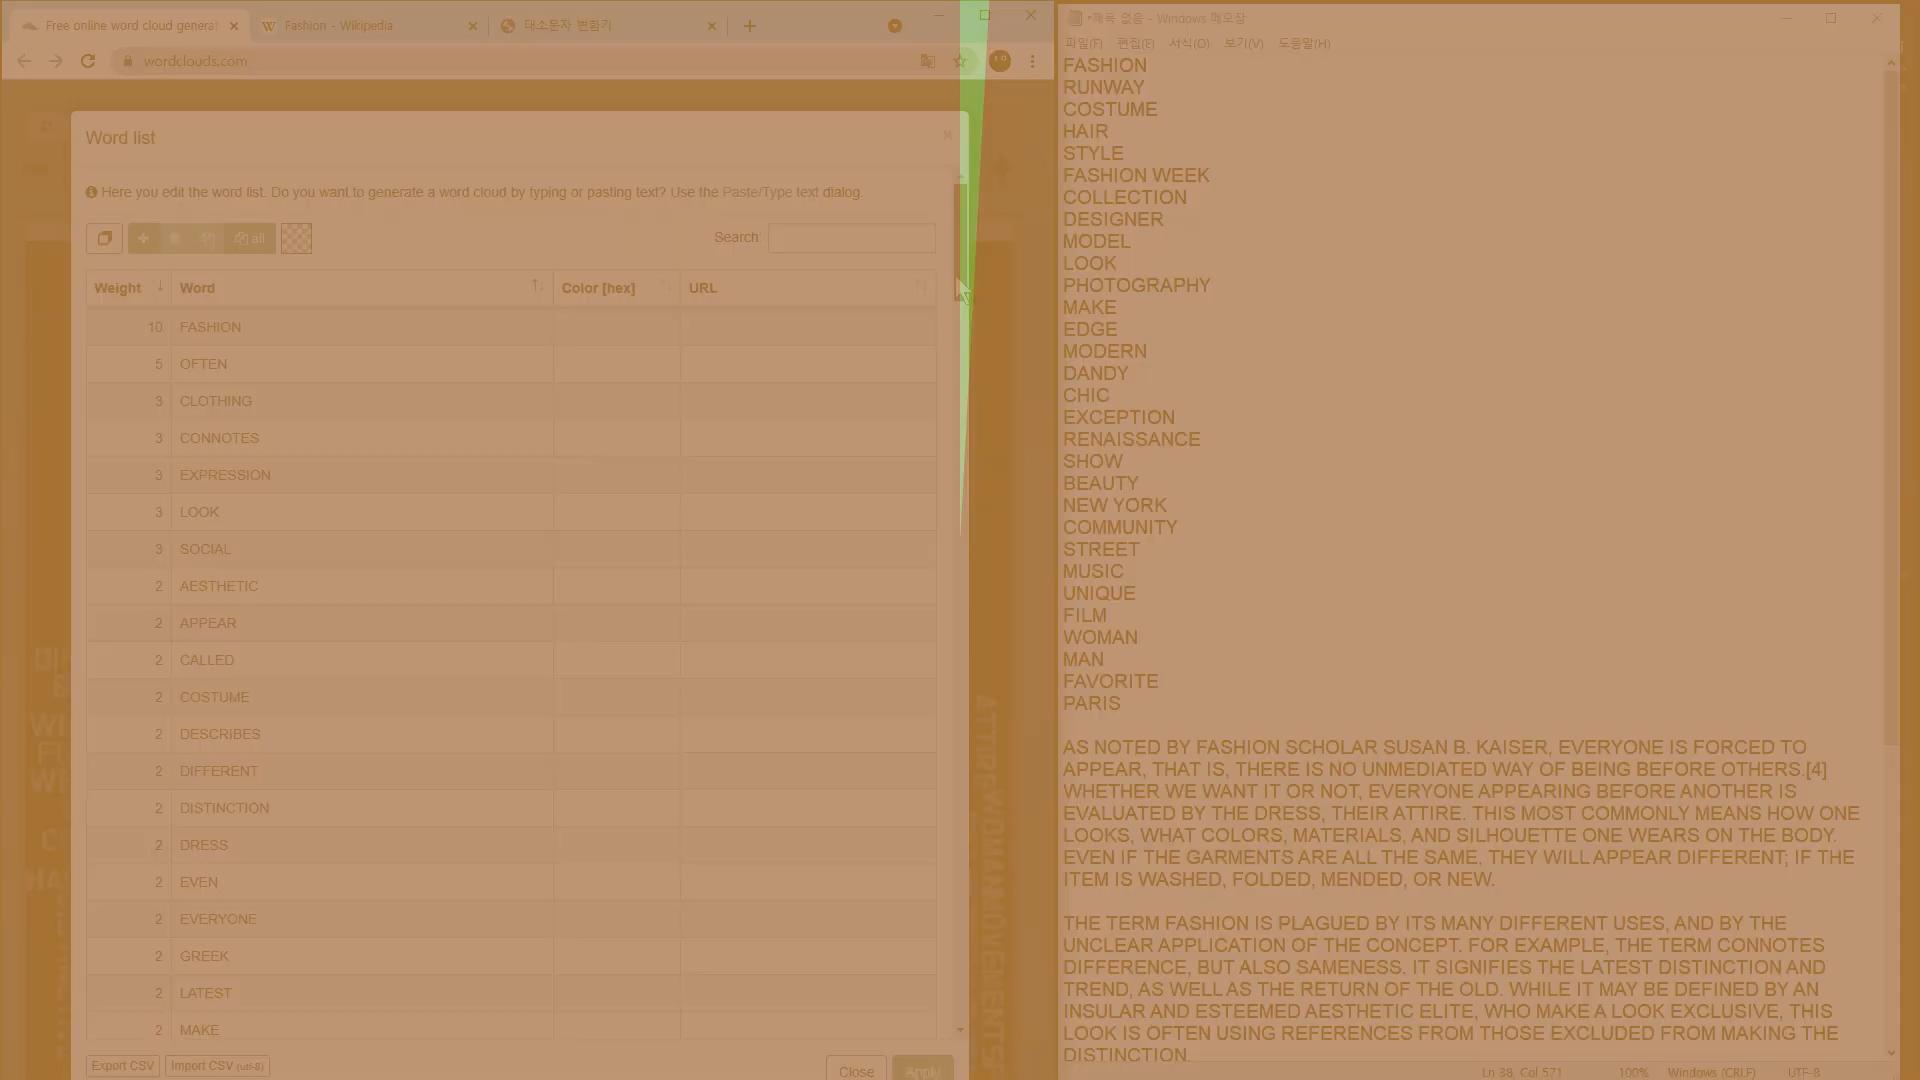 Free online word cloud generat
Fashion - Wikipedia
대소문자 변환기
wordclouds.com
Word list
Here you edit the word list. Do you want to generate a word cloud by typing or pasting text? Use the Paste/Type text dialog.
all
Search:
Weight Word Color [hex] URL
10 FASHION
5 OFTEN
3 CLOTHING
3 CONNOTES
3 EXPRESSION
3 LOOK
3 SOCIAL
2 AESTHETIC
2 APPEAR
2 CALLED
2 COSTUME
2 DESCRIBES
2 DIFFERENT
2 DISTINCTION
2 DRESS
2 EVEN
2 EVERYONE
2 GREEK
2 LATEST
2 MAKE
Export CSV Import CSV (utf-8)
Close Apply
*제목 없음 - Windows 메모장
파일(F) 편집(E) 서식(O) 보기(V) 도움말(H)
FASHION
RUNWAY
COSTUME
HAIR
STYLE
FASHION WEEK
COLLECTION
DESIGNER
MODEL
LOOK
PHOTOGRAPHY
MAKE
EDGE
MODERN
DANDY
CHIC
EXCEPTION
RENAISSANCE
SHOW
BEAUTY
NEW YORK
COMMUNITY
STREET
MUSIC
UNIQUE
FILM
WOMAN
MAN
FAVORITE
PARIS
AS NOTED BY FASHION SCHOLAR SUSAN B. KAISER, EVERYONE IS FORCED TO
APPEAR, THAT IS, THERE IS NO UNMEDIATED WAY OF BEING BEFORE OTHERS.[4]
WHETHER WE WANT IT OR NOT, EVERYONE APPEARING BEFORE ANOTHER IS
EVALUATED BY THE DRESS, THEIR ATTIRE. THIS MOST COMMONLY MEANS HOW ONE
LOOKS, WHAT COLORS, MATERIALS, AND SILHOUETTE ONE WEARS ON THE BODY.
EVEN IF THE GARMENTS ARE ALL THE SAME, THEY WILL APPEAR DIFFERENT; IF THE
ITEM IS WASHED, FOLDED, MENDED, OR NEW.
THE TERM FASHION IS PLAGUED BY ITS MANY DIFFERENT USES, AND BY THE
UNCLEAR APPLICATION OF THE CONCEPT. FOR EXAMPLE, THE TERM CONNOTES
DIFFERENCE, BUT ALSO SAMENESS. IT SIGNIFIES THE LATEST DISTINCTION AND
TREND, AS WELL AS THE RETURN OF THE OLD. WHILE IT MAY BE DEFINED BY AN
INSULAR AND ESTEEMED AESTHETIC ELITE, WHO MAKE A LOOK EXCLUSIVE, THIS
LOOK IS OFTEN USING REFERENCES FROM THOSE EXCLUDED FROM MAKING THE
DISTINCTION.
Ln 38, Col 571 100% Windows (CRLF) UTF-8